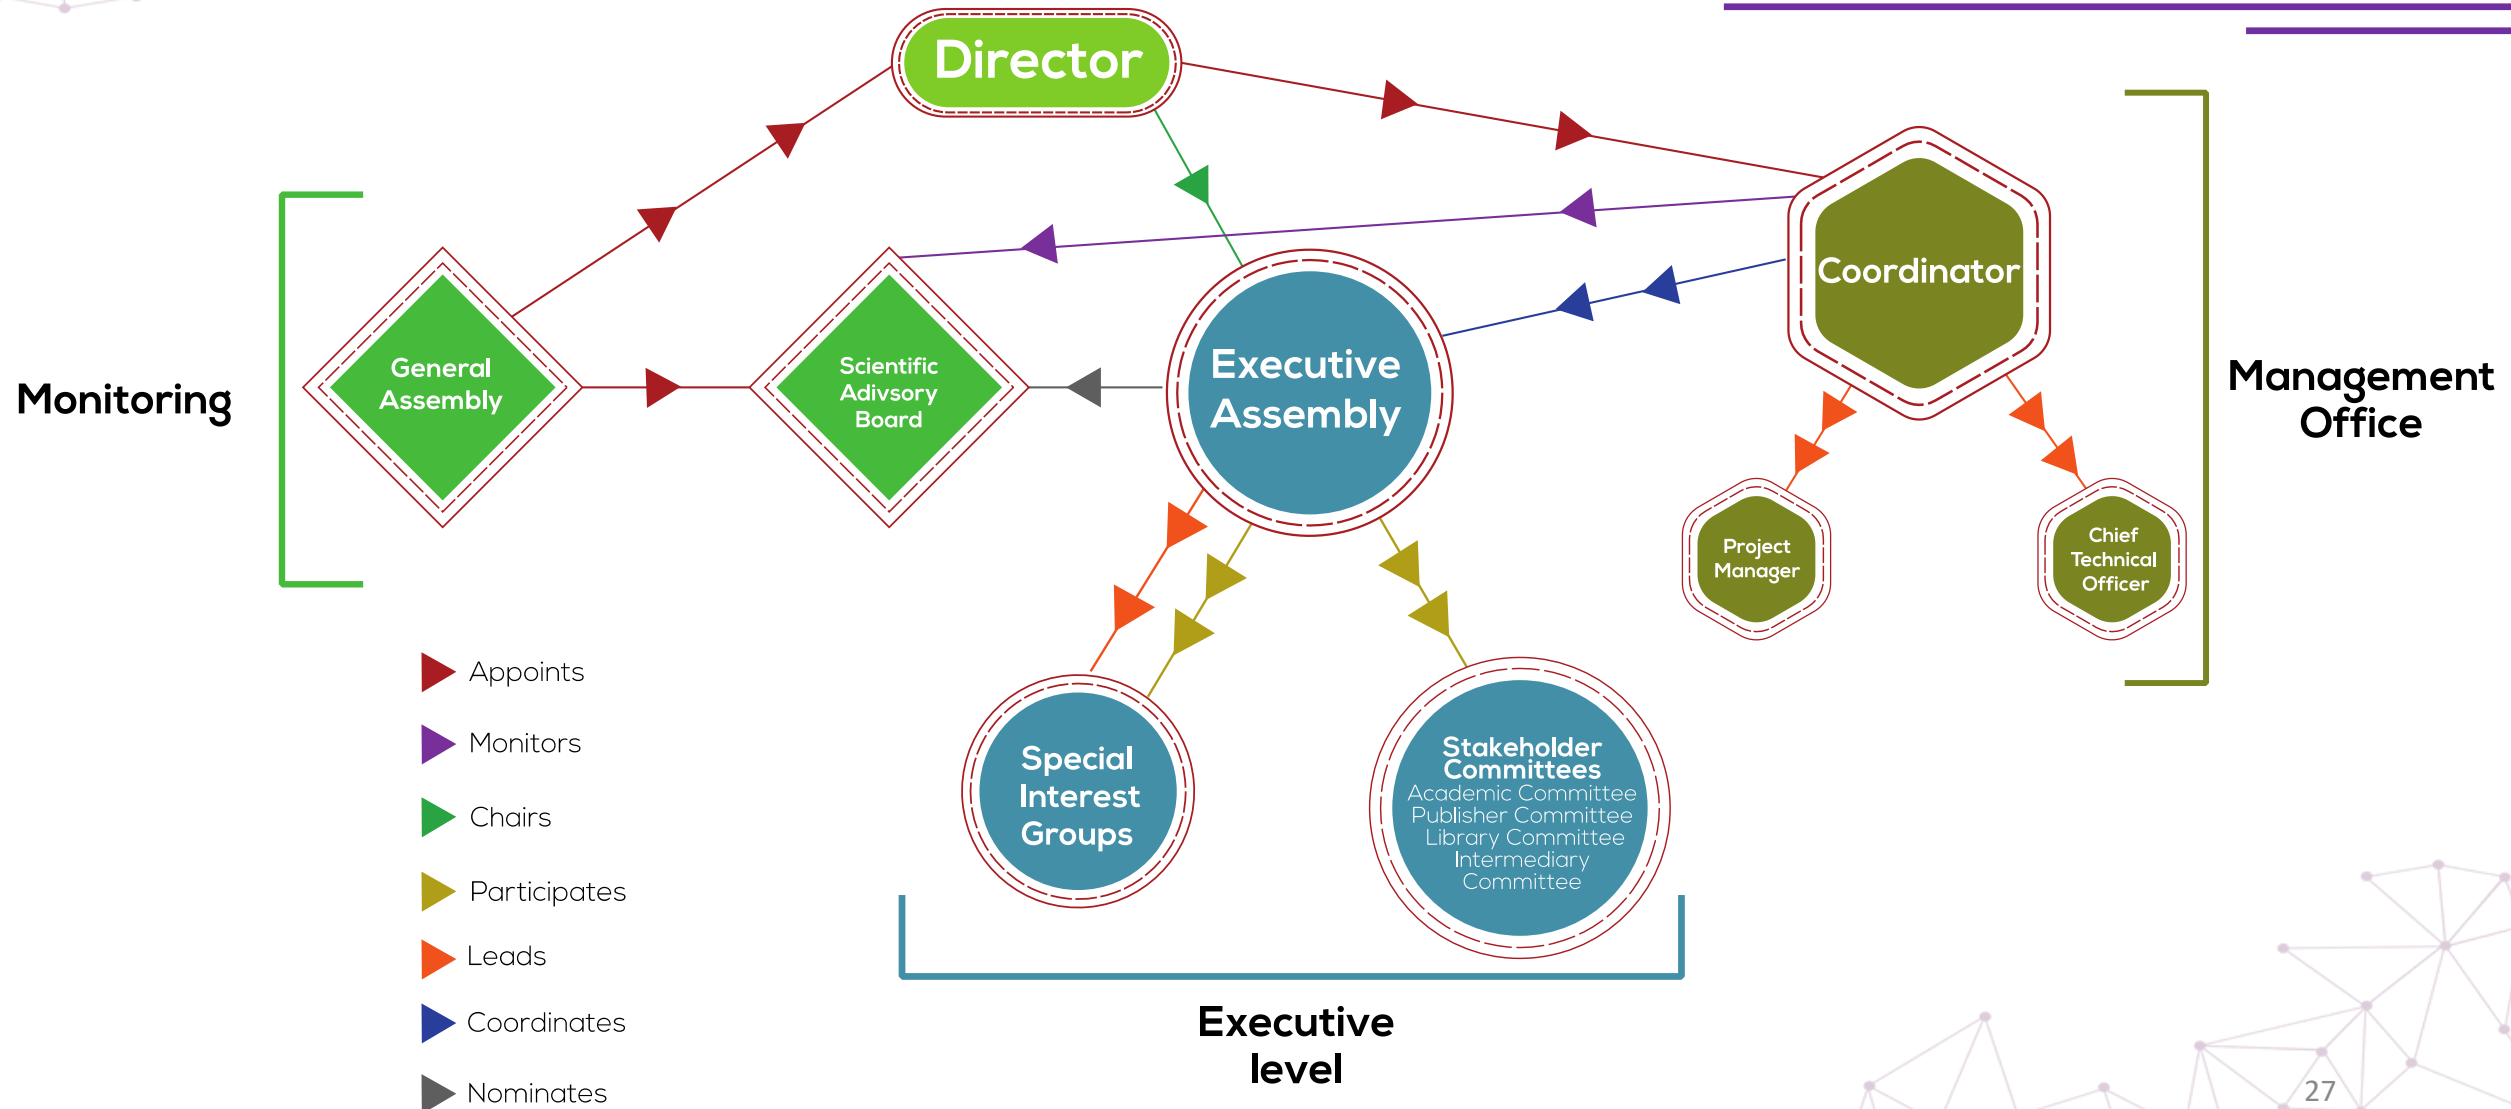 Director
Coordinator
General
Assembly
Scientific
Adivsory
Board
Executive
Assembly
Monitoring
Management
Office
Project
Manager
Chief
Technical
Officer
Special
Interest
Groups
Stakeholder
Committees
Academic Committee
Publisher Committee
Library Committee
Intermediary
Committee
Executive
level
Appoints
Monitors
Chairs
Participates
Leads
Coordinates
Nominates
27